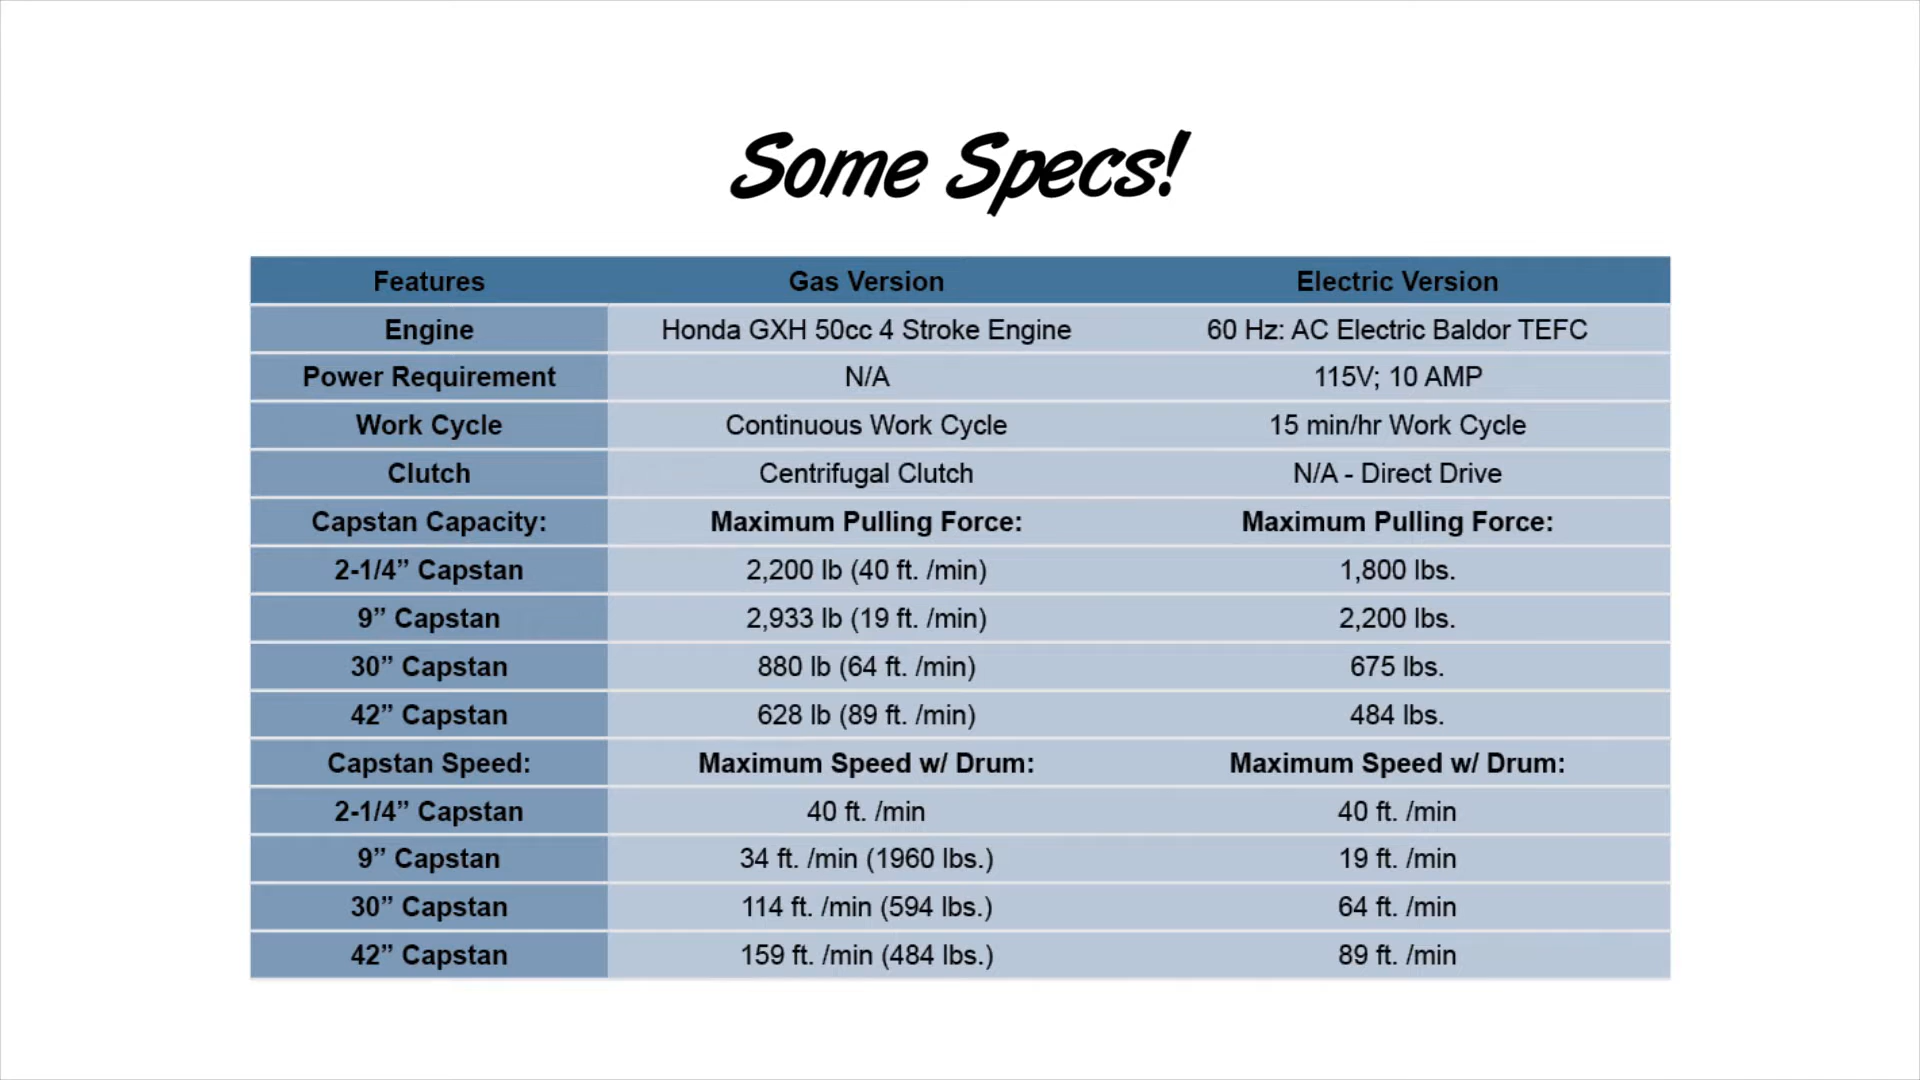 Some Specs!
Features Gas Version Electric Version
Engine Honda GXH 50cc 4 Stroke Engine 60 Hz: AC Electric Baldor TEFC
Power Requirement N/A 115V; 10 AMP
Work Cycle Continuous Work Cycle 15 min/hr Work Cycle
Clutch Centrifugal Clutch N/A - Direct Drive
Capstan Capacity: Maximum Pulling Force: Maximum Pulling Force:
2-1/4” Capstan 2,200 lb (40 ft. /min) 1,800 lbs.
9” Capstan 2,933 lb (19 ft. /min) 2,200 lbs.
30” Capstan 880 lb (64 ft. /min) 675 lbs.
42” Capstan 628 lb (89 ft. /min) 484 lbs.
Capstan Speed: Maximum Speed w/ Drum: Maximum Speed w/ Drum:
2-1/4” Capstan 40 ft. /min 40 ft. /min
9” Capstan 34 ft. /min (1960 lbs.) 19 ft. /min
30” Capstan 114 ft. /min (594 lbs.) 64 ft. /min
42” Capstan 159 ft. /min (484 lbs.) 89 ft. /min